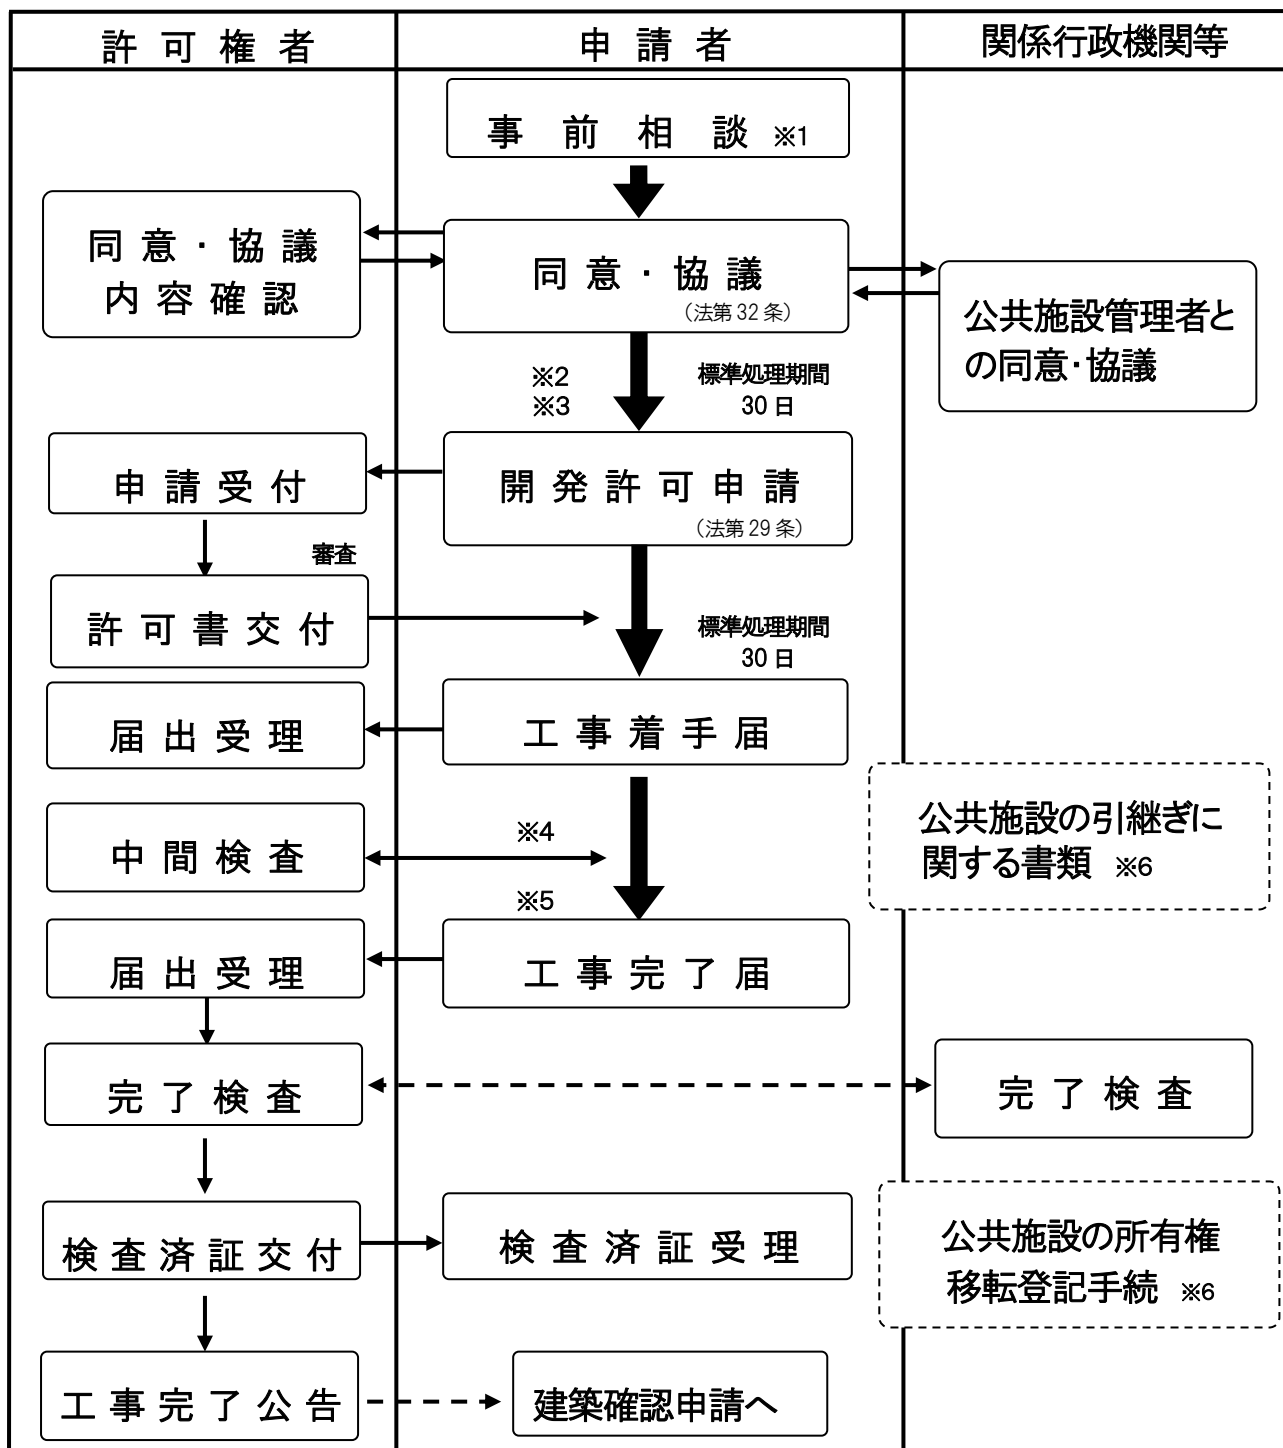 許可権者
申請者
関係行政機関等
事前相談 ※1
同意・協議
内容確認
同意・協議
（法第32条）
公共施設管理者と
の同意・協議
※2
※3
標準処理期間
30日
申請受付
開発許可申請
（法第29条）
審査
許可書交付
標準処理期間
30日
届出受理
工事着手届
公共施設の引継ぎに
関する書類 ※6
中間検査
※4
※5
届出受理
工事完了届
完了検査
完了検査
検査済証交付
検査済証受理
公共施設の所有権
移転登記手続 ※6
工事完了公告
建築確認申請へ